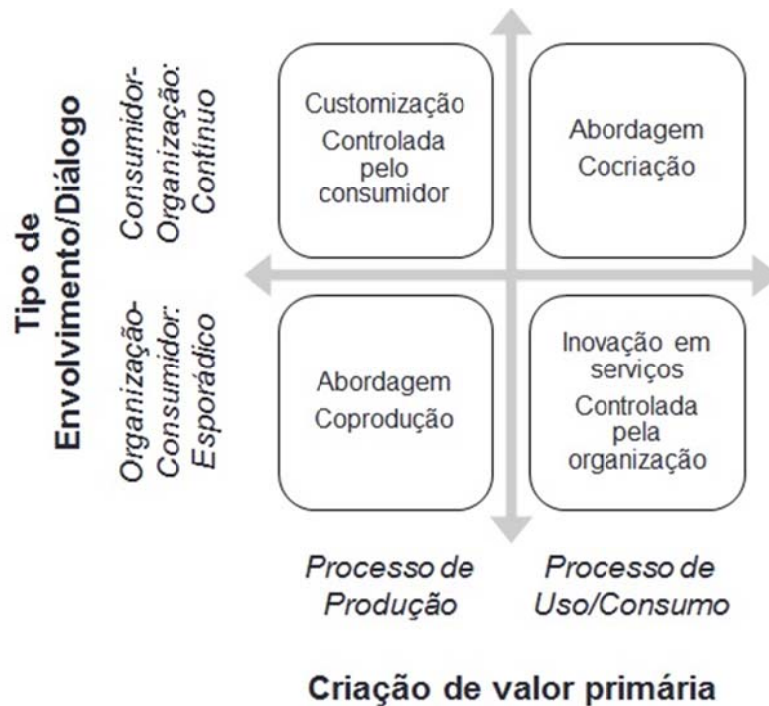 Tipo de
Envolvimento/Diálogo
Consumidor-
Organização:
Contínuo
Organização-
Consumidor:
Esporádico
Customização
Controlada
pelo
consumidor
Abordagem
Cocriação
Abordagem
Coprodução
Inovação em
serviços
Controlada
pela
organização
Processo de
Produção
Processo de
Uso/Consumo
Criação de valor primária